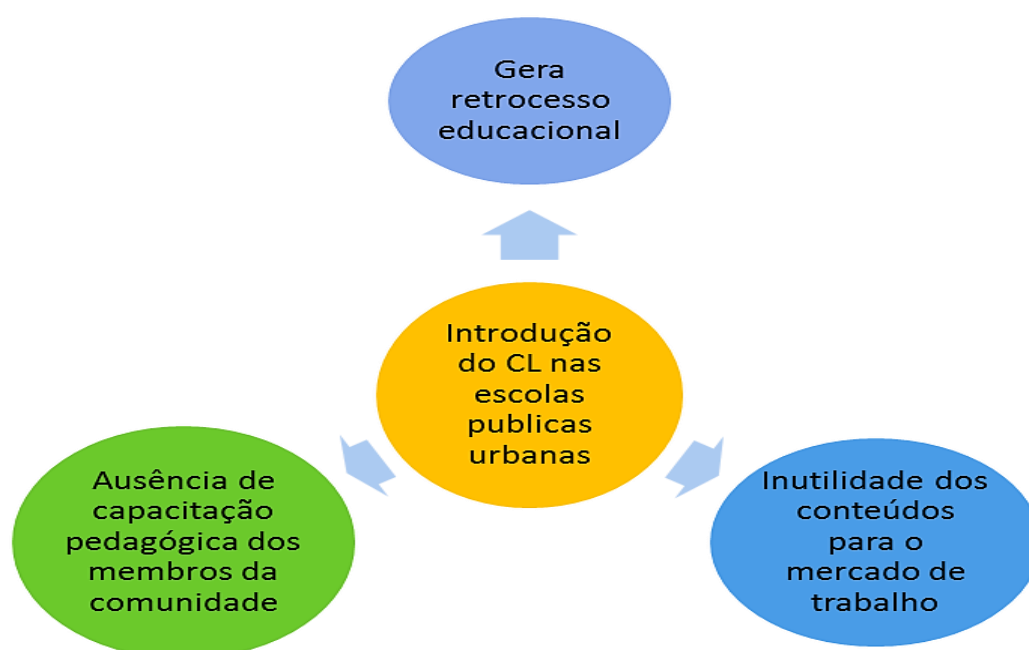 Gera
retrocesso
educacional
Introdução
do CL nas
escolas
publicas
urbanas
Ausência de
capacitação
pedagógica dos
membros da
comunidade
Inutilidade dos
conteúdos
para o
mercado de
trabalho